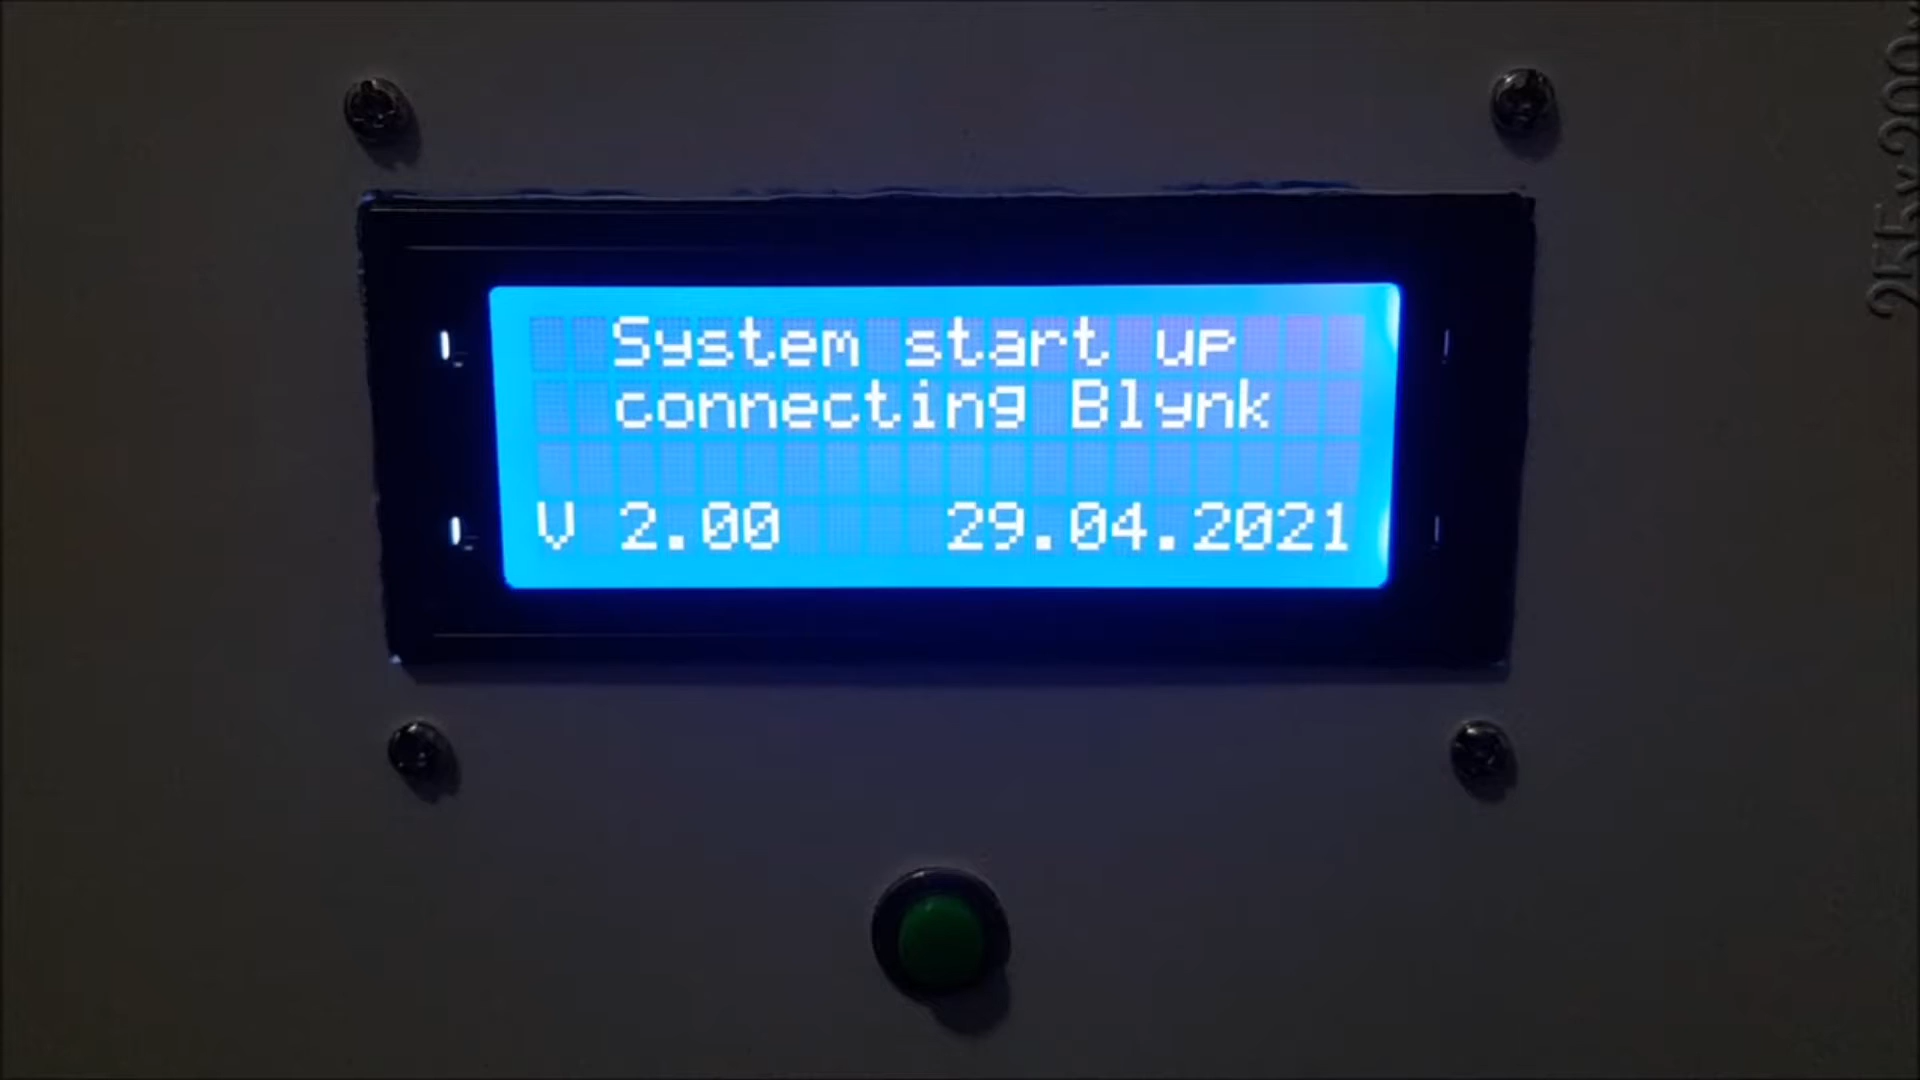 System start up
connecting Blynk
V 2.00 29.04.2021